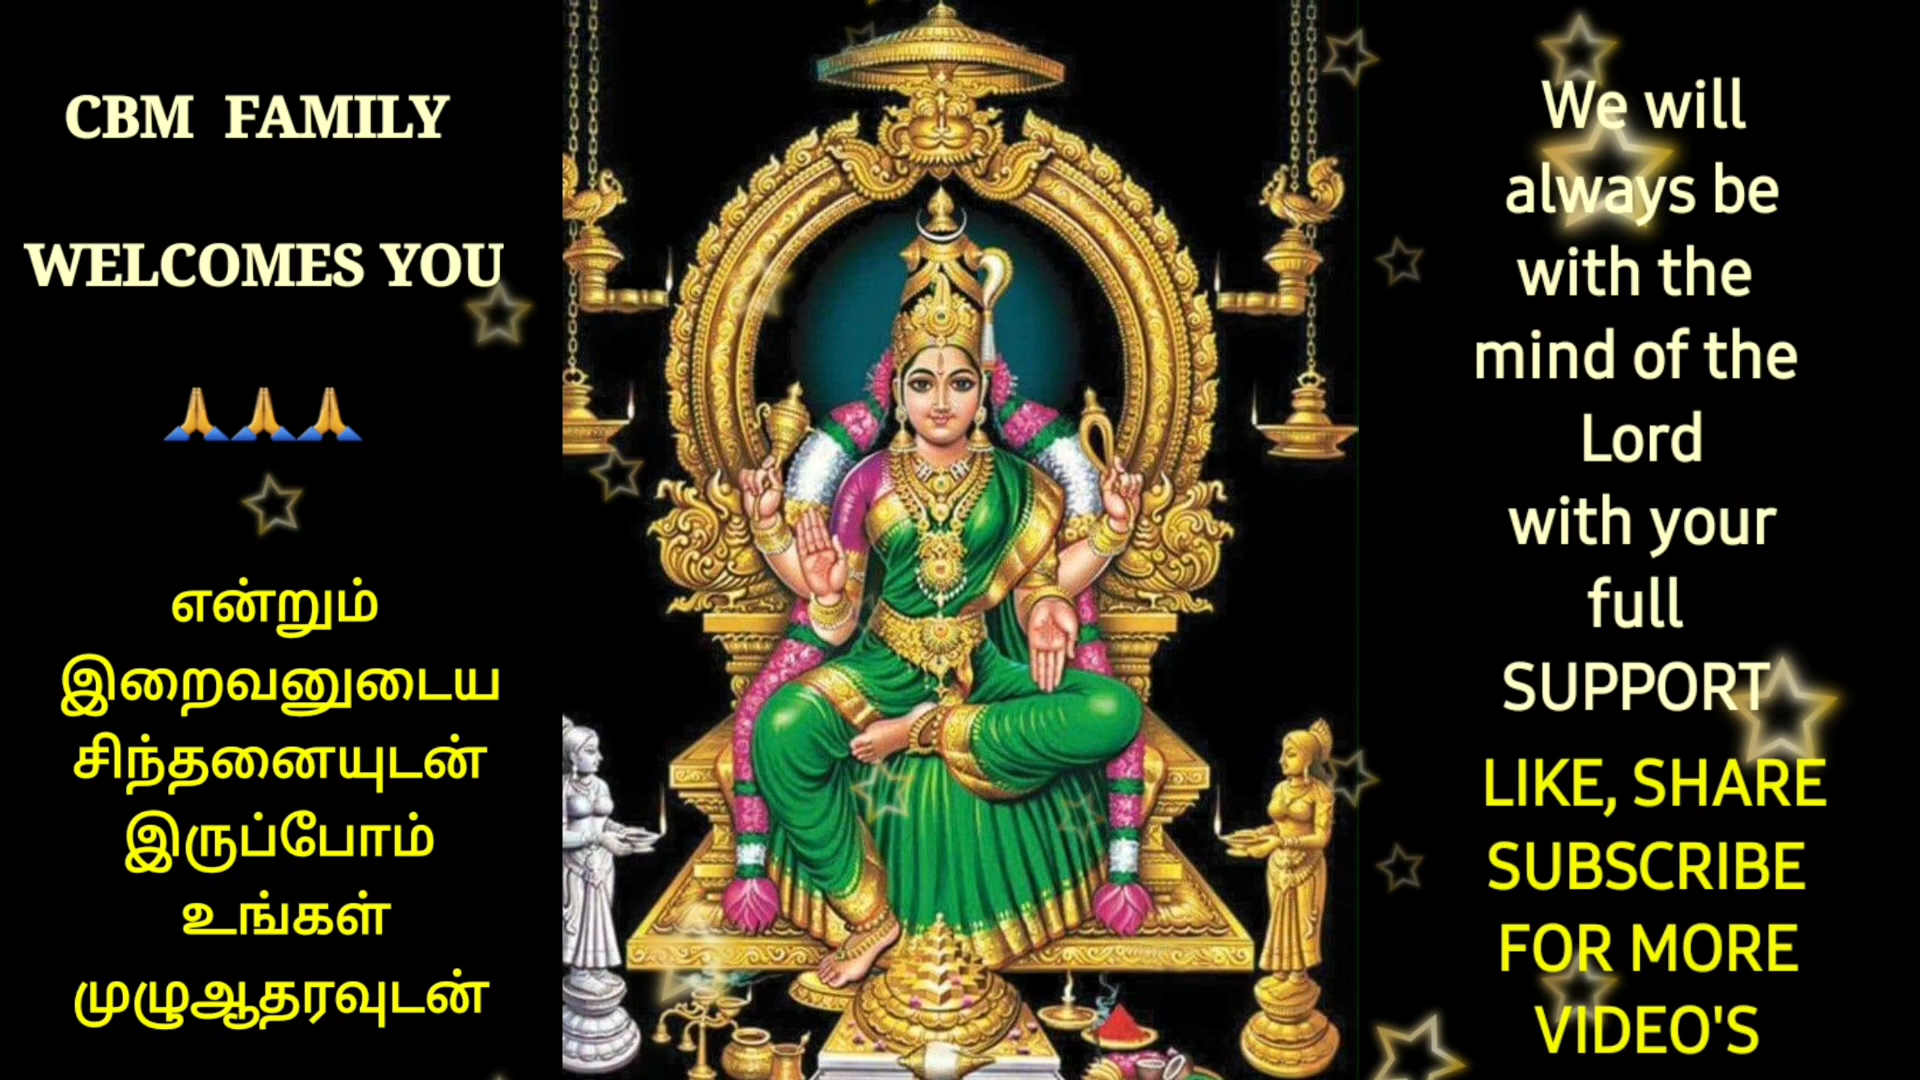 CBM FAMILY
WELCOMES YOU
🙏🙏🙏
என்றும்
இறைவனுடைய
சிந்தனையுடன்
இருப்போம்
உங்கள்
முழுஆதரவுடன்
We will
always be
with the
mind of the
Lord
with your
full
SUPPORT
LIKE, SHARE
SUBSCRIBE
FOR MORE
VIDEO'S